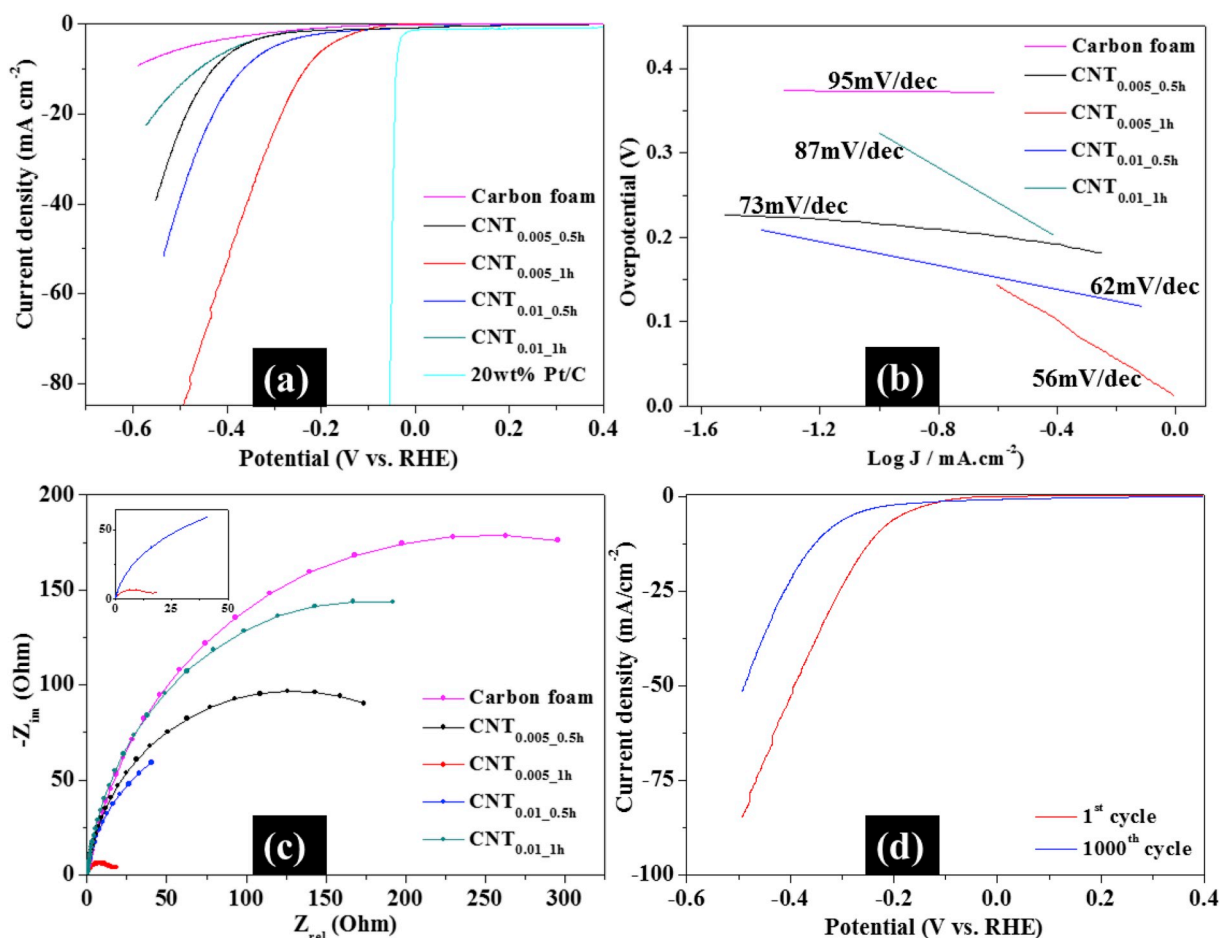 0
-20
-40
-60
-80
-0.6 -0.4 -0.2 0.0 0.2 0.4
Current density (mA cm-2)
Potential (V vs. RHE)
Carbon foam
CNT0.005_0.5h
CNT0.005_1h
CNT0.01_0.5h
CNT0.01_1h
20wt% Pt/C
(a)
0.4
0.3
0.2
0.1
0.0
-1.6 -1.2 -0.8 -0.4 0.0
Overpotential (V)
Log J / mA.cm-2)
Carbon foam
CNT0.005_0.5h
CNT0.005_1h
CNT0.01_0.5h
CNT0.01_1h
95mV/dec
87mV/dec
73mV/dec
62mV/dec
56mV/dec
(b)
200
150
100
50
0
0 50 100 150 200 250 300
-Zim (Ohm)
Zrel (Ohm)
50
0
0 25 50
Carbon foam
CNT0.005_0.5h
CNT0.005_1h
CNT0.01_0.5h
CNT0.01_1h
(c)
0
-25
-50
-75
-100
-0.6 -0.4 -0.2 0.0 0.2 0.4
Current density (mA/cm-2)
Potential (V vs. RHE)
1st cycle
1000th cycle
(d)